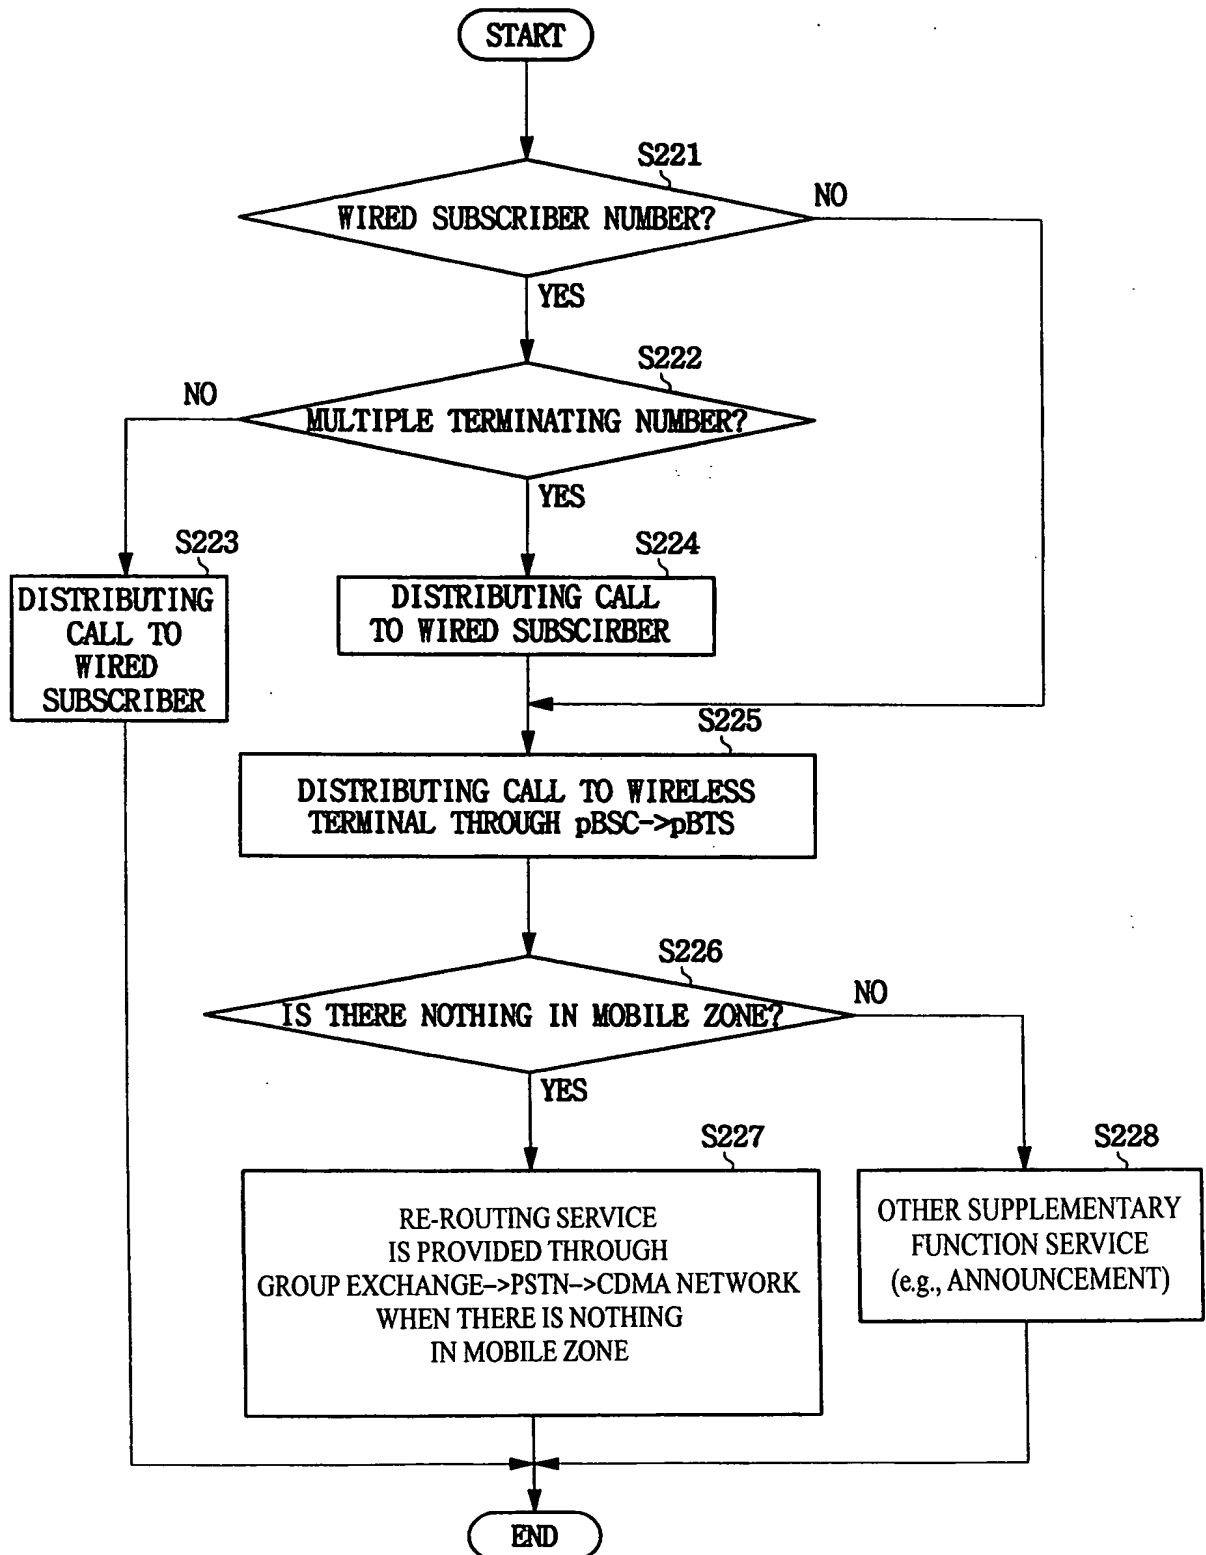 START
S221
WIRED SUBSCRIBER NUMBER?
NO
YES
S222
NO
MULTIPLE TERMINATING NUMBER?
YES
S223
DISTRIBUTING
CALL TO
WIRED
SUBSCRIBER
S224
DISTRIBUTING CALL
TO WIRED SUBSCIRBER
S225
DISTRIBUTING CALL TO WIRELESS
TERMINAL THROUGH pBSC->pBTS
S226
IS THERE NOTHING IN MOBILE ZONE?
NO
YES
S227
RE-ROUTING SERVICE
IS PROVIDED THROUGH
GROUP EXCHANGE->PSTN->CDMA NETWORK
WHEN THERE IS NOTHING
IN MOBILE ZONE
S228
OTHER SUPPLEMENTARY
FUNCTION SERVICE
(e.g., ANNOUNCEMENT)
END